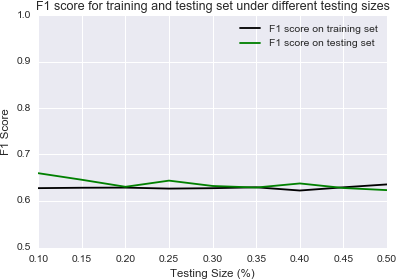 F1 score for training and testing set under different testing sizes
1.0
F1 score on training set
F1 score on testing set
0.9
0.8
0.7
0.6
0.5
F1 Score
0.10 0.15 0.20 0.25 0.30 0.35 0.40 0.45 0.50
Testing Size (%)